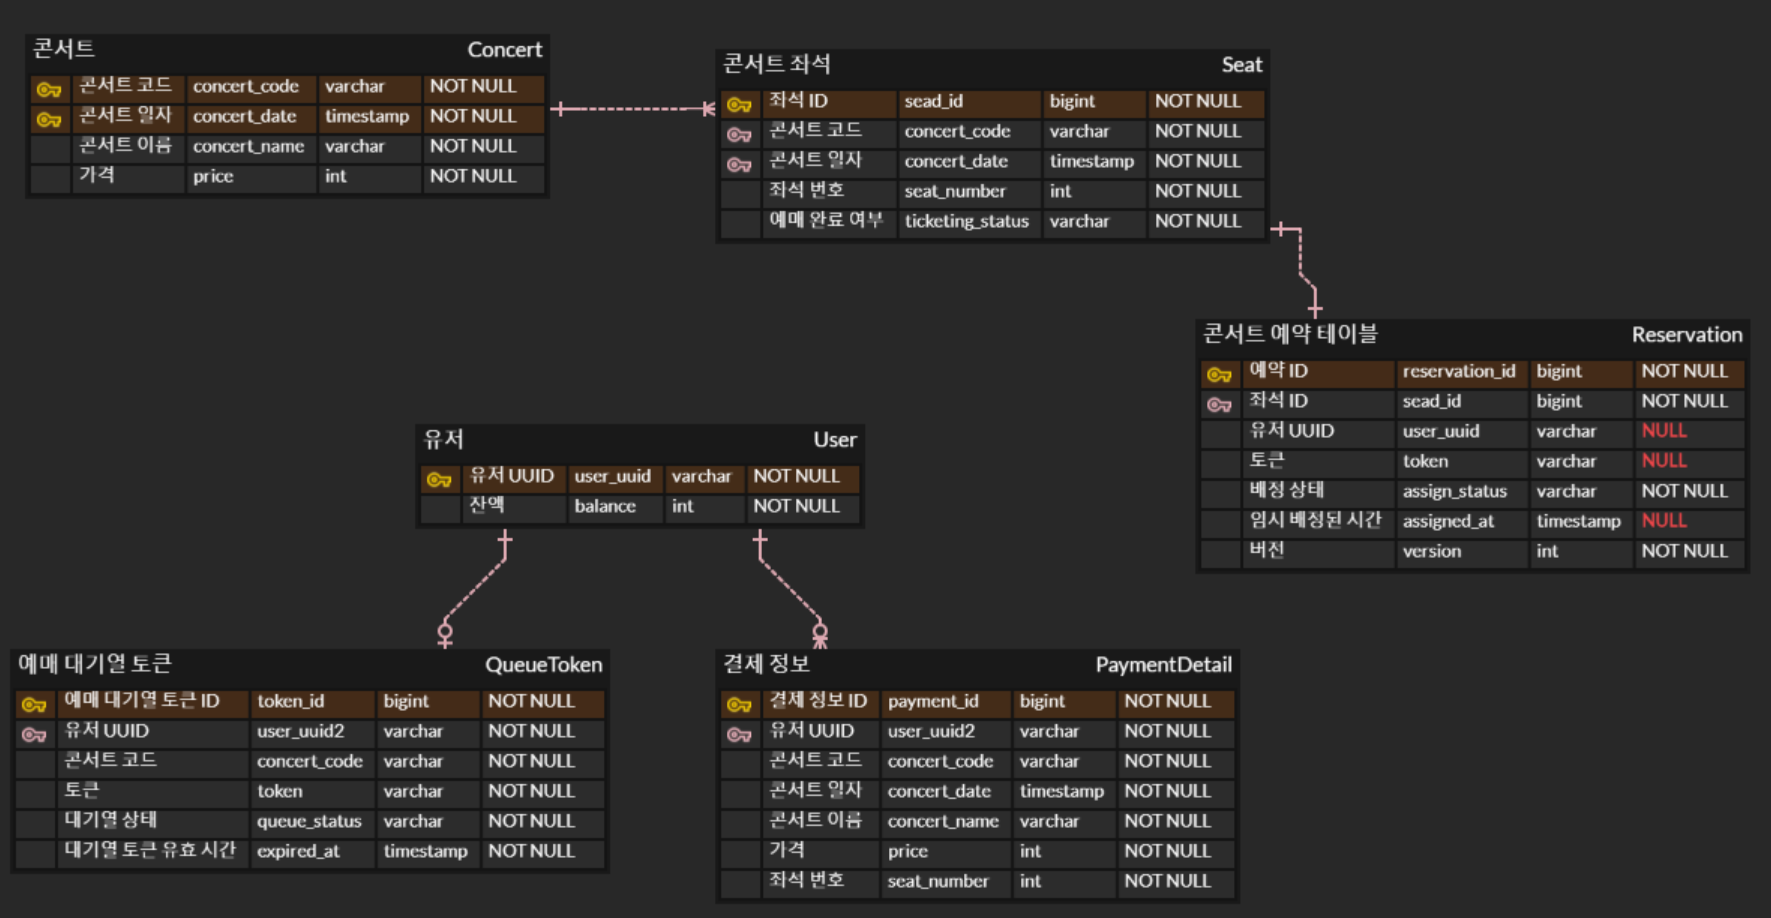 콘서트 Concert
콘서트 코드 concert_code varchar NOT NULL
콘서트 일자 concert_date timestamp NOT NULL
콘서트 이름 concert_name varchar NOT NULL
가격 price int NOT NULL
콘서트 좌석 Seat
좌석 ID sead_id bigint NOT NULL
콘서트 코드 concert_code varchar NOT NULL
콘서트 일자 concert_date timestamp NOT NULL
좌석 번호 seat_number int NOT NULL
예매 완료 여부 ticketing_status varchar NOT NULL
콘서트 예약 테이블 Reservation
예약 ID reservation_id bigint NOT NULL
좌석 ID sead_id bigint NOT NULL
유저 UUID user_uuid varchar NULL
토큰 token varchar NULL
배정 상태 assign_status varchar NOT NULL
임시 배정된 시간 assigned_at timestamp NULL
버전 version int NOT NULL
유저 User
유저 UUID user_uuid varchar NOT NULL
잔액 balance int NOT NULL
예매 대기열 토큰 QueueToken
예매 대기열 토큰 ID token_id bigint NOT NULL
유저 UUID user_uuid2 varchar NOT NULL
콘서트 코드 concert_code varchar NOT NULL
토큰 token varchar NOT NULL
대기열 상태 queue_status varchar NOT NULL
대기열 토큰 유효 시간 expired_at timestamp NOT NULL
결제 정보 PaymentDetail
결제 정보 ID payment_id bigint NOT NULL
유저 UUID user_uuid2 varchar NOT NULL
콘서트 코드 concert_code varchar NOT NULL
콘서트 일자 concert_date timestamp NOT NULL
콘서트 이름 concert_name varchar NOT NULL
가격 price int NOT NULL
좌석 번호 seat_number int NOT NULL